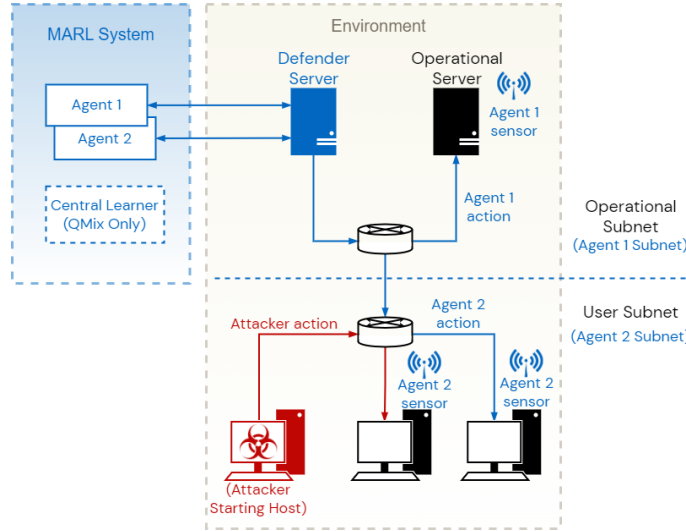 MARL System
Agent 1
Agent 2
Central Learner
(QMix Only)
Environment
Defender
Server
Operational
Server
Agent 1
sensor
Agent 1
action
Operational
Subnet
(Agent 1 Subnet)
User Subnet
(Agent 2 Subnet)
Attacker action
Agent 2
action
Agent 2
sensor
Agent 2
sensor
(Attacker
Starting Host)